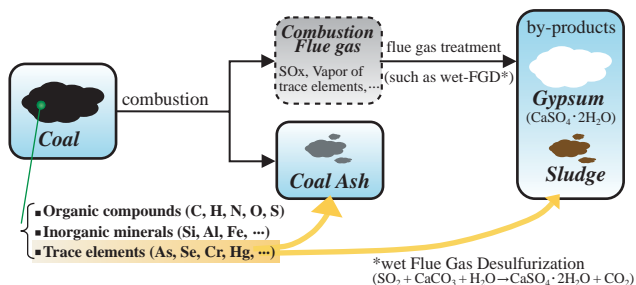 Combustion
Flue gas
SOx, Vapor of
trace elements,···
flue gas treatment
(such as wet-FGD*)
by-products
Gypsum
(CaSO₄·2H₂O)
Sludge
Coal
combustion
Coal Ash
▪ Organic compounds (C, H, N, O, S)
▪ Inorganic minerals (Si, Al, Fe, ···)
▪ Trace elements (As, Se, Cr, Hg, ···)
*wet Flue Gas Desulfurization
(SO₂ + CaCO₃ + H₂O→CaSO₄·2H₂O + CO₂)